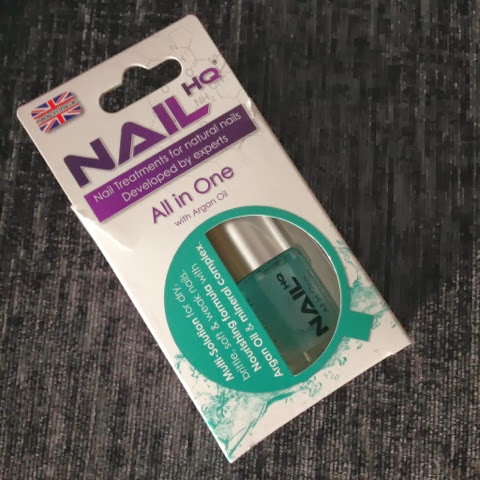 NAIL HQ
NH
Nail Treatments for natural nails
Developed by experts
All in One
with Argan Oil
Multi-Solution for dry,
brittle, soft & weak nails.
Nourishing formula with
Argan Oil & mineral complex.
NAIL HQ